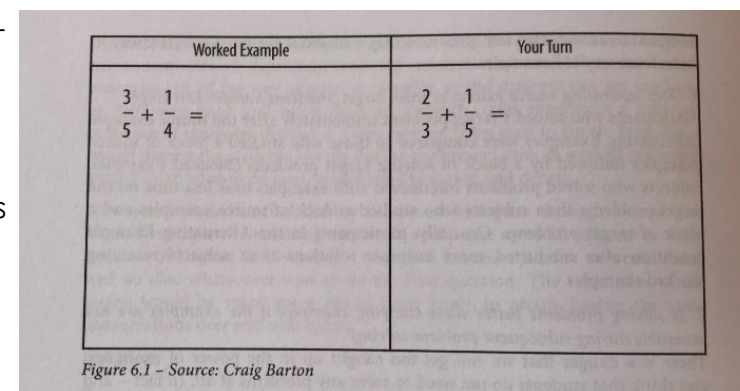 Worked Example
Your Turn
3/5 + 1/4 =
2/3 + 1/5 =
Figure 6.1 – Source: Craig Barton